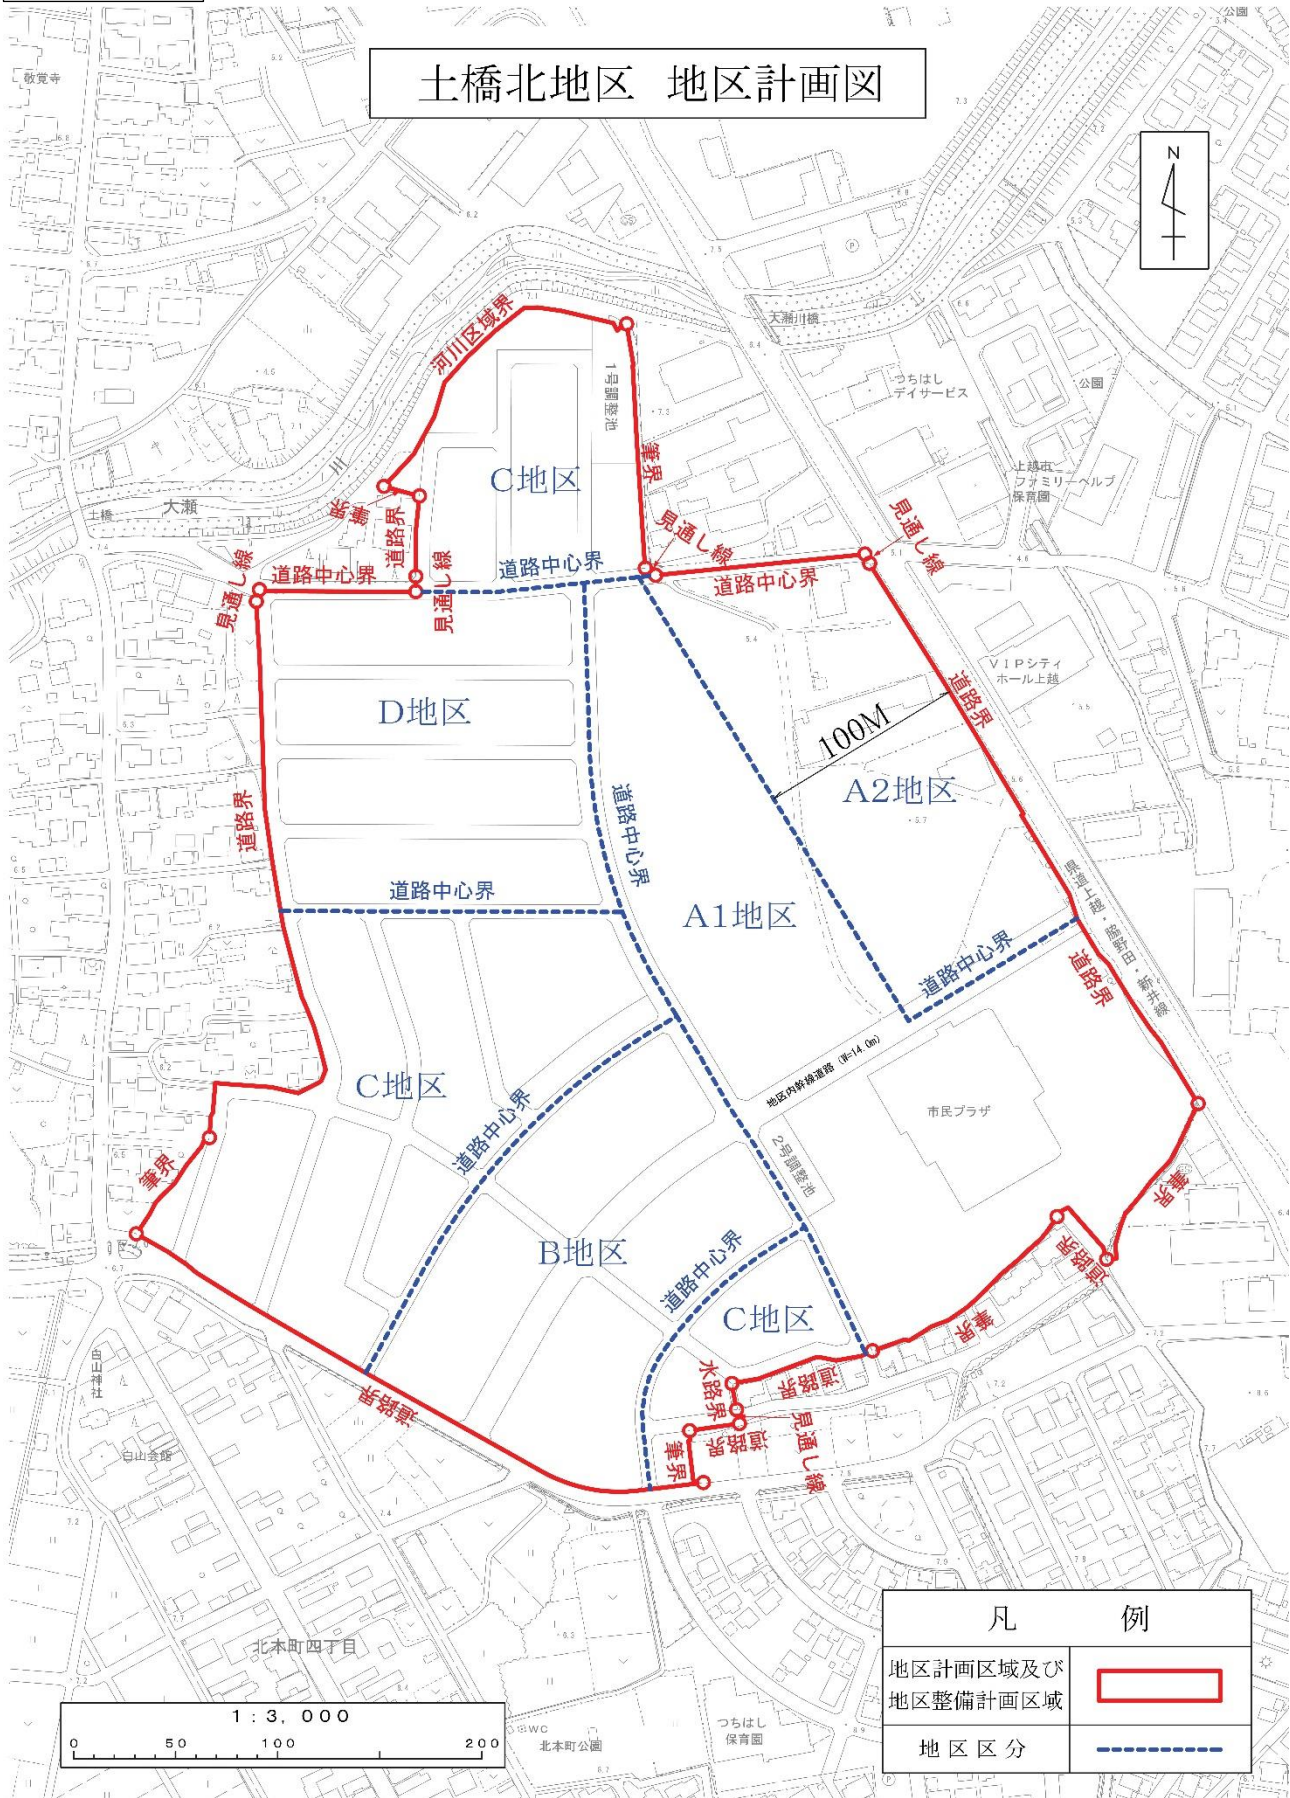 土橋北地区 地区計画図
公園
敬覚寺
N
大瀬川橋
河川区域界
1号調整池
つちはし
デイサービス
公園
筆界
C地区
上越市
ファミリーヘルプ
保育園
大瀬
川
土橋
筆界
道路界
見通し線
見通し線
道路中心界
道路中心界
見通し線
見通し線
道路中心界
VIPシティ
ホール上越
道路界
D地区
100M
A2地区
道路界
道路中心界
道路中心界
A1地区
県道上越・脇野田・新井線
道路中心界
道路界
地区内幹線道路 (W=14.0m)
C地区
道路中心界
市民プラザ
2号調整池
筆界
筆界
B地区
道路中心界
道路界
C地区
筆界
白山神社
水路界
道路界
道路界
見通し線
道路界
筆界
白山会館
北本町四丁目
凡 例
地区計画区域及び
地区整備計画区域
地区区分
1:3,000
0 50 100 200
WC
北本町公園
つちはし
保育園